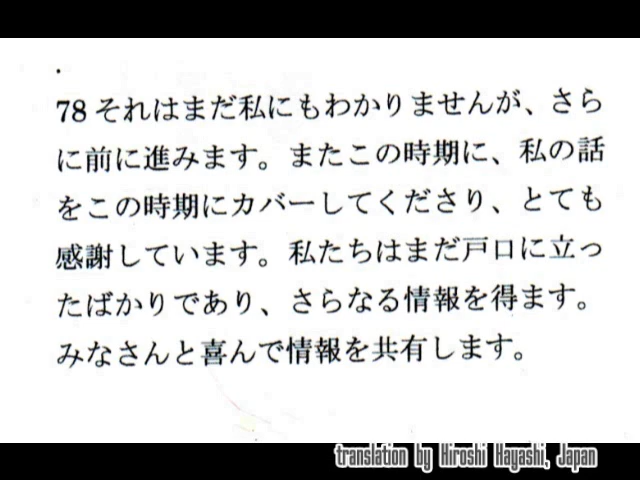 78それはまだ私にもわかりませんが、さら
に前に進みます。またこの時期に、私の話
をこの時期にカバーしてくださり、とても
感謝しています。私たちはまだ戸口に立っ
たばかりであり、さらなる情報を得ます。
みなさんと喜んで情報を共有します。
translation by Hiroshi Hayashi, Japan